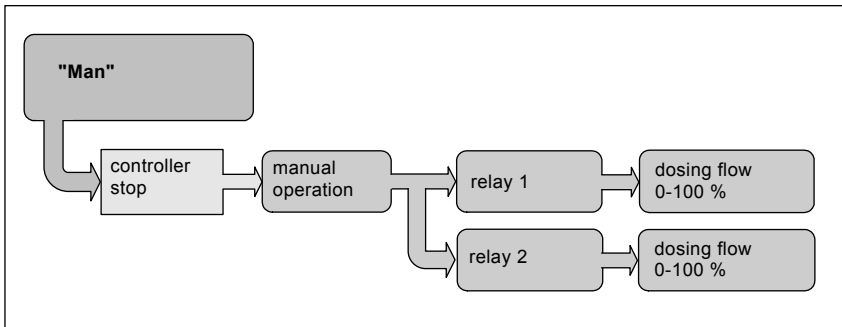 "Man"
controller
stop
manual
operation
relay 1
dosing flow
0-100 %
relay 2
dosing flow
0-100 %